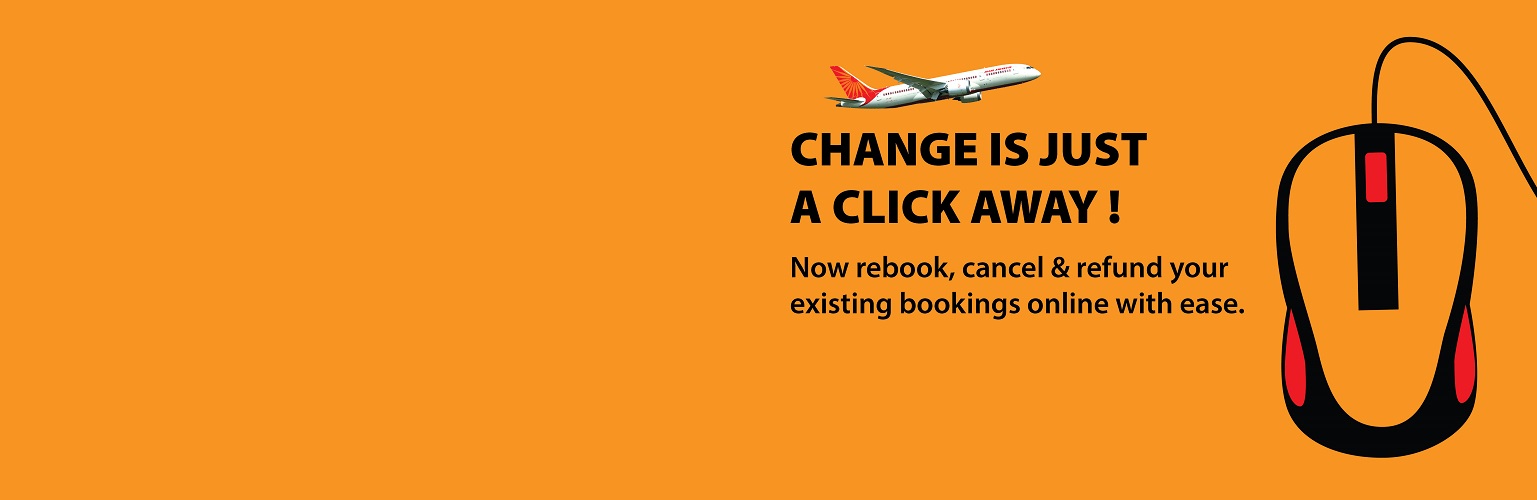 CHANGE IS JUST
A CLICK AWAY !
Now rebook, cancel & refund your
existing bookings online with ease.